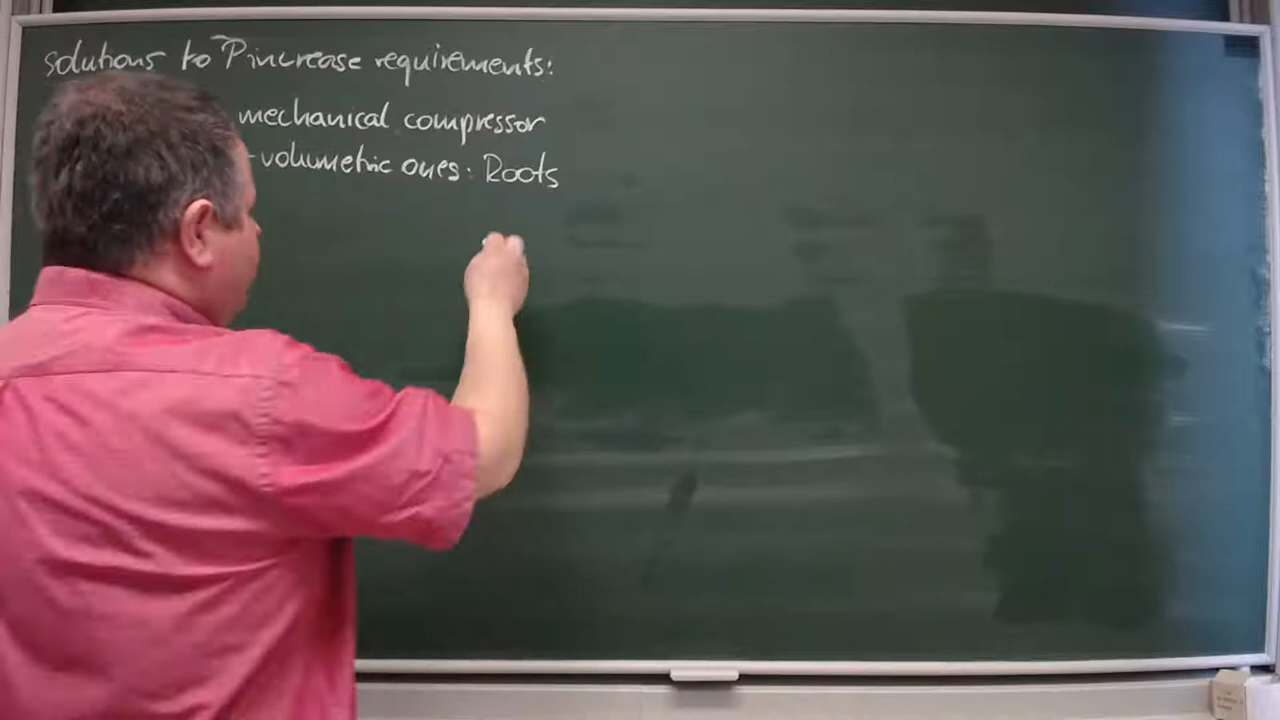 solutions to P increase requirements:
mechanical compressor
- volumetric ones: Roots